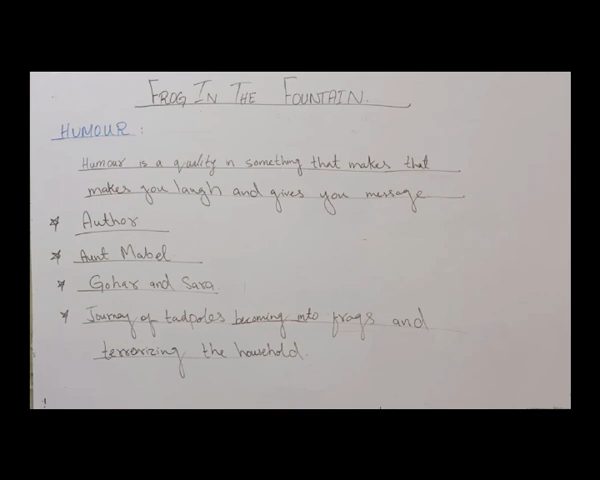 FROG IN THE FOUNTAIN.
HUMOUR :
Humour is a quality in something that makes that
makes you laugh and gives you message
* Author
* Aunt Mabel
* Gohar and Sara
* Journey of tadpoles becoming into frogs and
terrorizing the household.